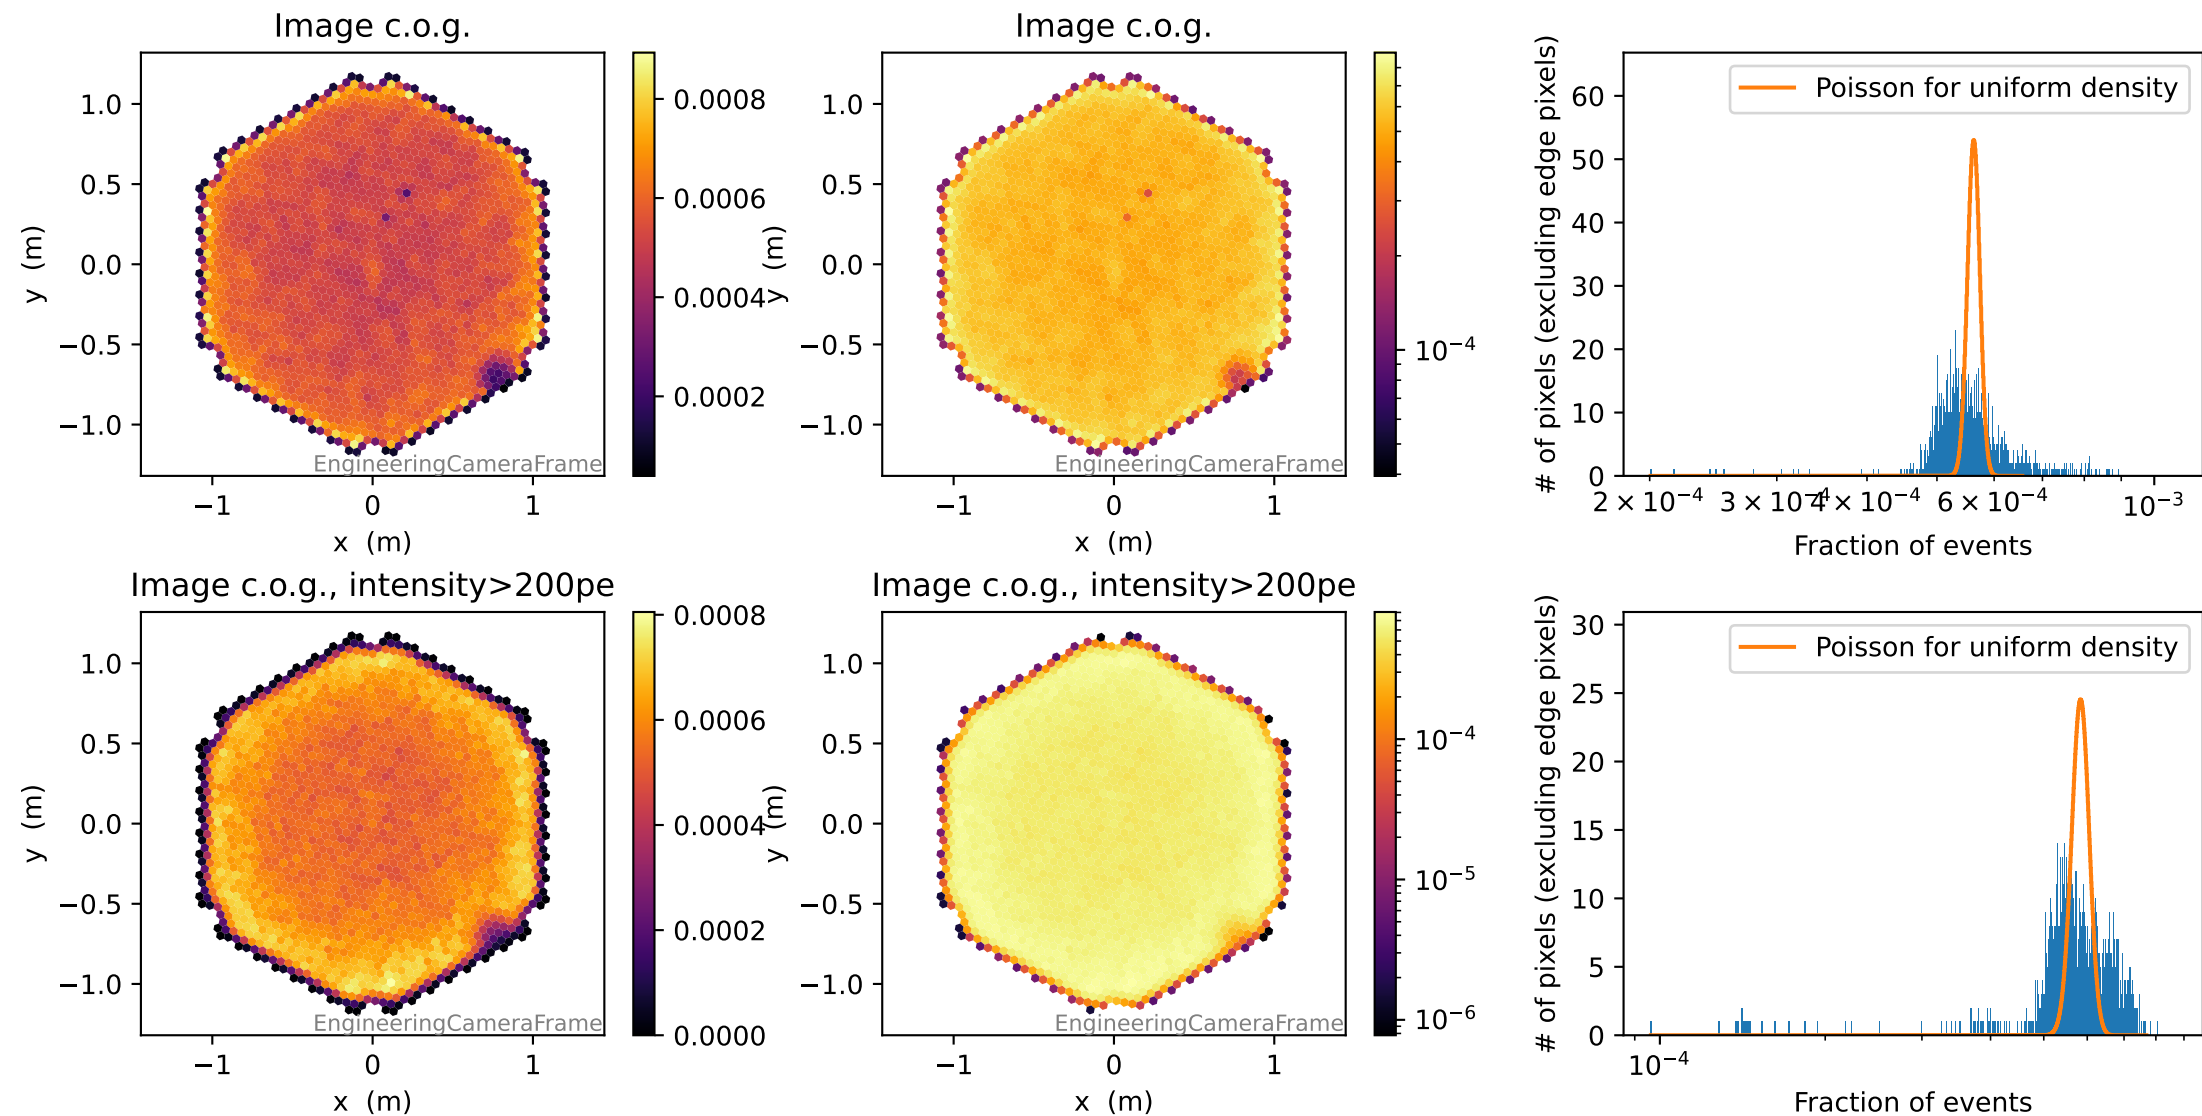 Image c.o.g.
1.0
0.5
0.0
−0.5
−1.0
y (m)
−1
0
1
x (m)
EngineeringCameraFrame
0.0008
0.0006
0.0004
0.0002
Image c.o.g.
1.0
0.5
0.0
−0.5
−1.0
y (m)
−1
0
1
x (m)
EngineeringCameraFrame
10⁻⁴
Poisson for uniform density
60
50
40
30
20
10
0
# of pixels (excluding edge pixels)
2 × 10⁻⁴
3 × 10⁻⁴
4 × 10⁻⁴
6 × 10⁻⁴
10⁻³
Fraction of events
Image c.o.g., intensity>200pe
1.0
0.5
0.0
−0.5
−1.0
y (m)
−1
0
1
x (m)
EngineeringCameraFrame
0.0008
0.0006
0.0004
0.0002
0.0000
Image c.o.g., intensity>200pe
1.0
0.5
0.0
−0.5
−1.0
y (m)
−1
0
1
x (m)
EngineeringCameraFrame
10⁻⁴
10⁻⁵
10⁻⁶
Poisson for uniform density
30
25
20
15
10
5
0
# of pixels (excluding edge pixels)
10⁻⁴
Fraction of events